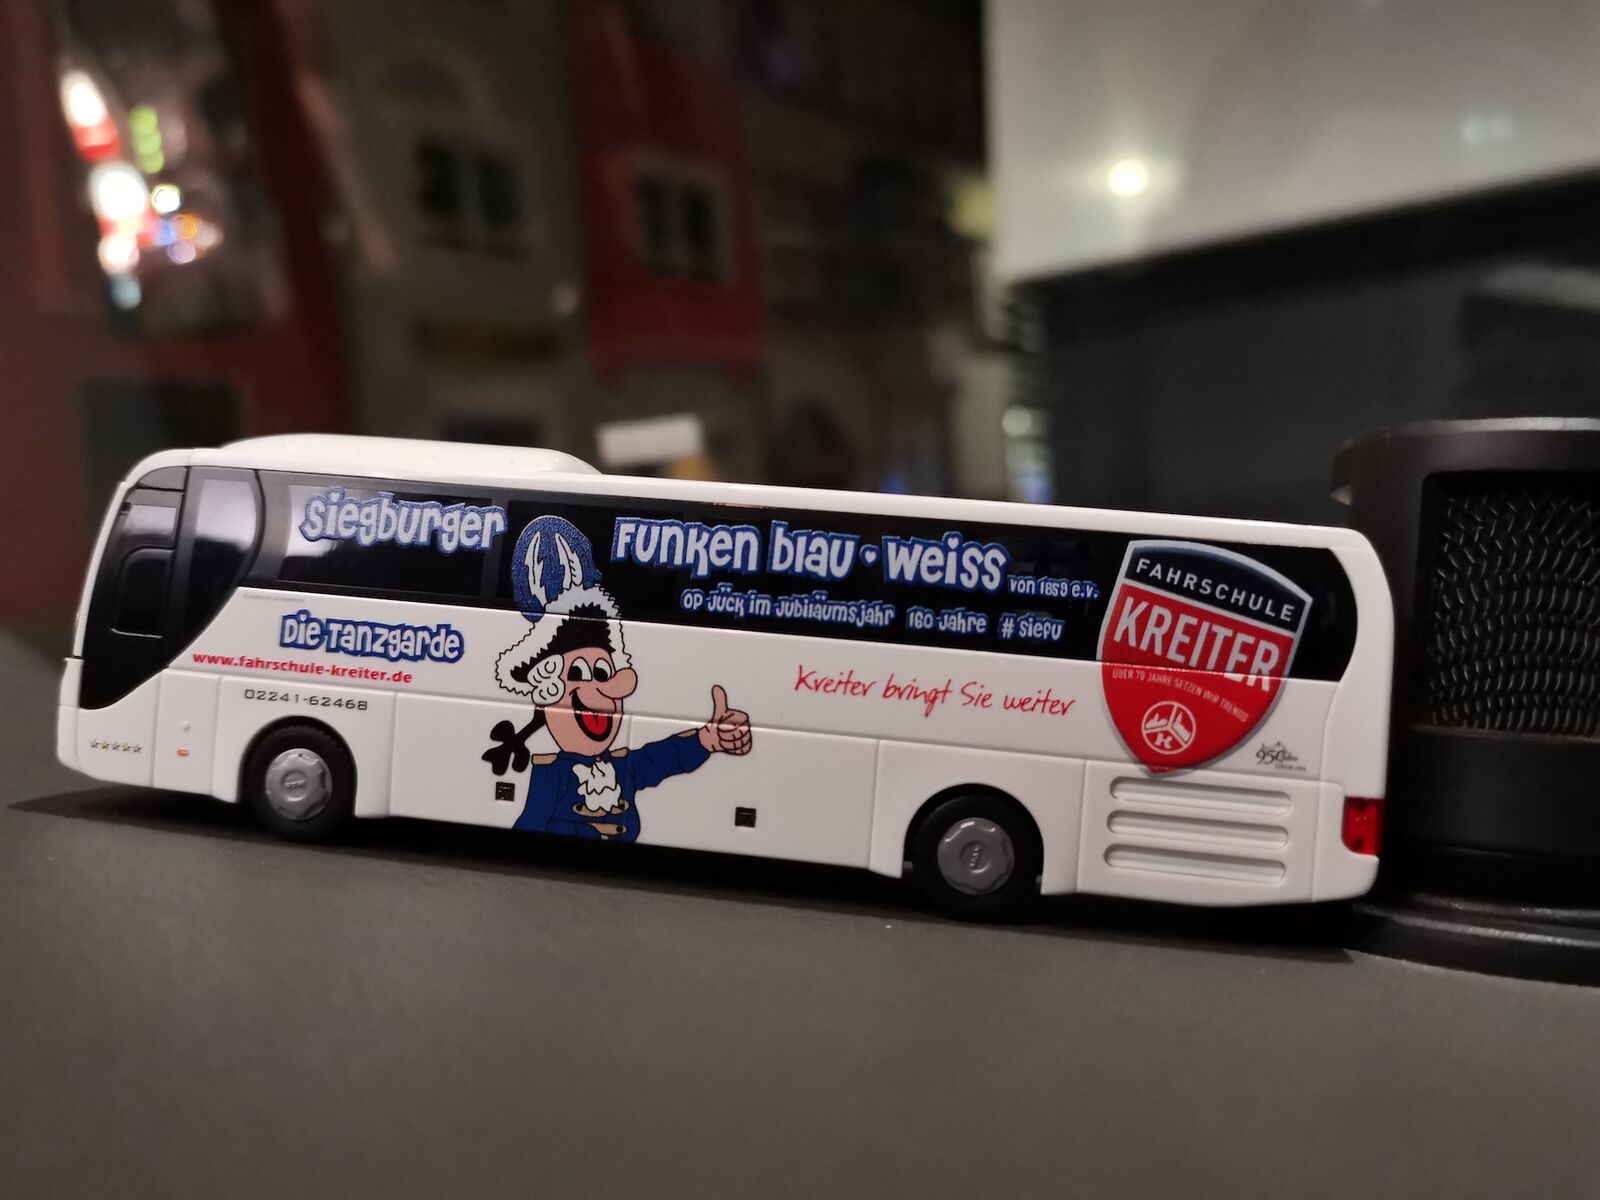 Siegburger
Funken blau • weiss von 1859 e.V.
op Jück im Jubiläumsjahr 160 Jahre # siefu
Die Tanzgarde
www.fahrschule-kreiter.de
02241-62468
Kreiter bringt Sie weiter
FAHRSCHULE
KREITER
ÜBER 70 JAHRE SETZEN WIR TRENDS
K
950